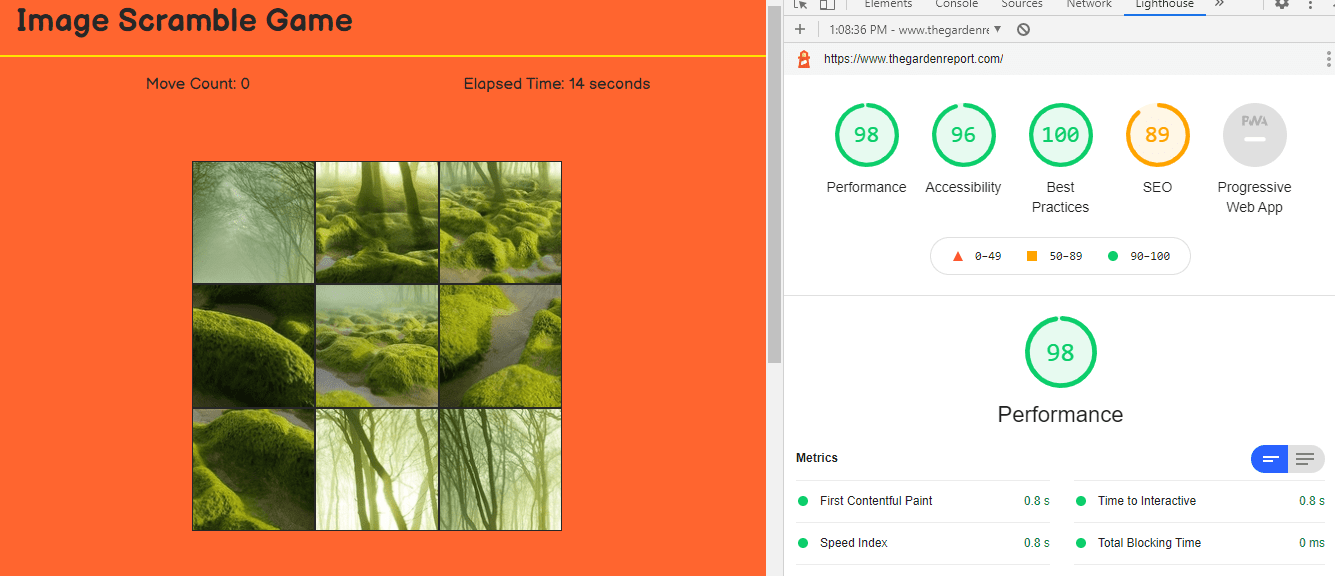 Image Scramble Game
Move Count: 0
Elapsed Time: 14 seconds
Elements Console Sources Network Lighthouse »
1:08:36 PM - www.thegardenre
https://www.thegardenreport.com/
98
Performance
96
Accessibility
100
Best
Practices
89
SEO
PWA
Progressive
Web App
0–49
50–89
90–100
98
Performance
Metrics
First Contentful Paint 0.8 s
Time to Interactive 0.8 s
Speed Index 0.8 s
Total Blocking Time 0 ms